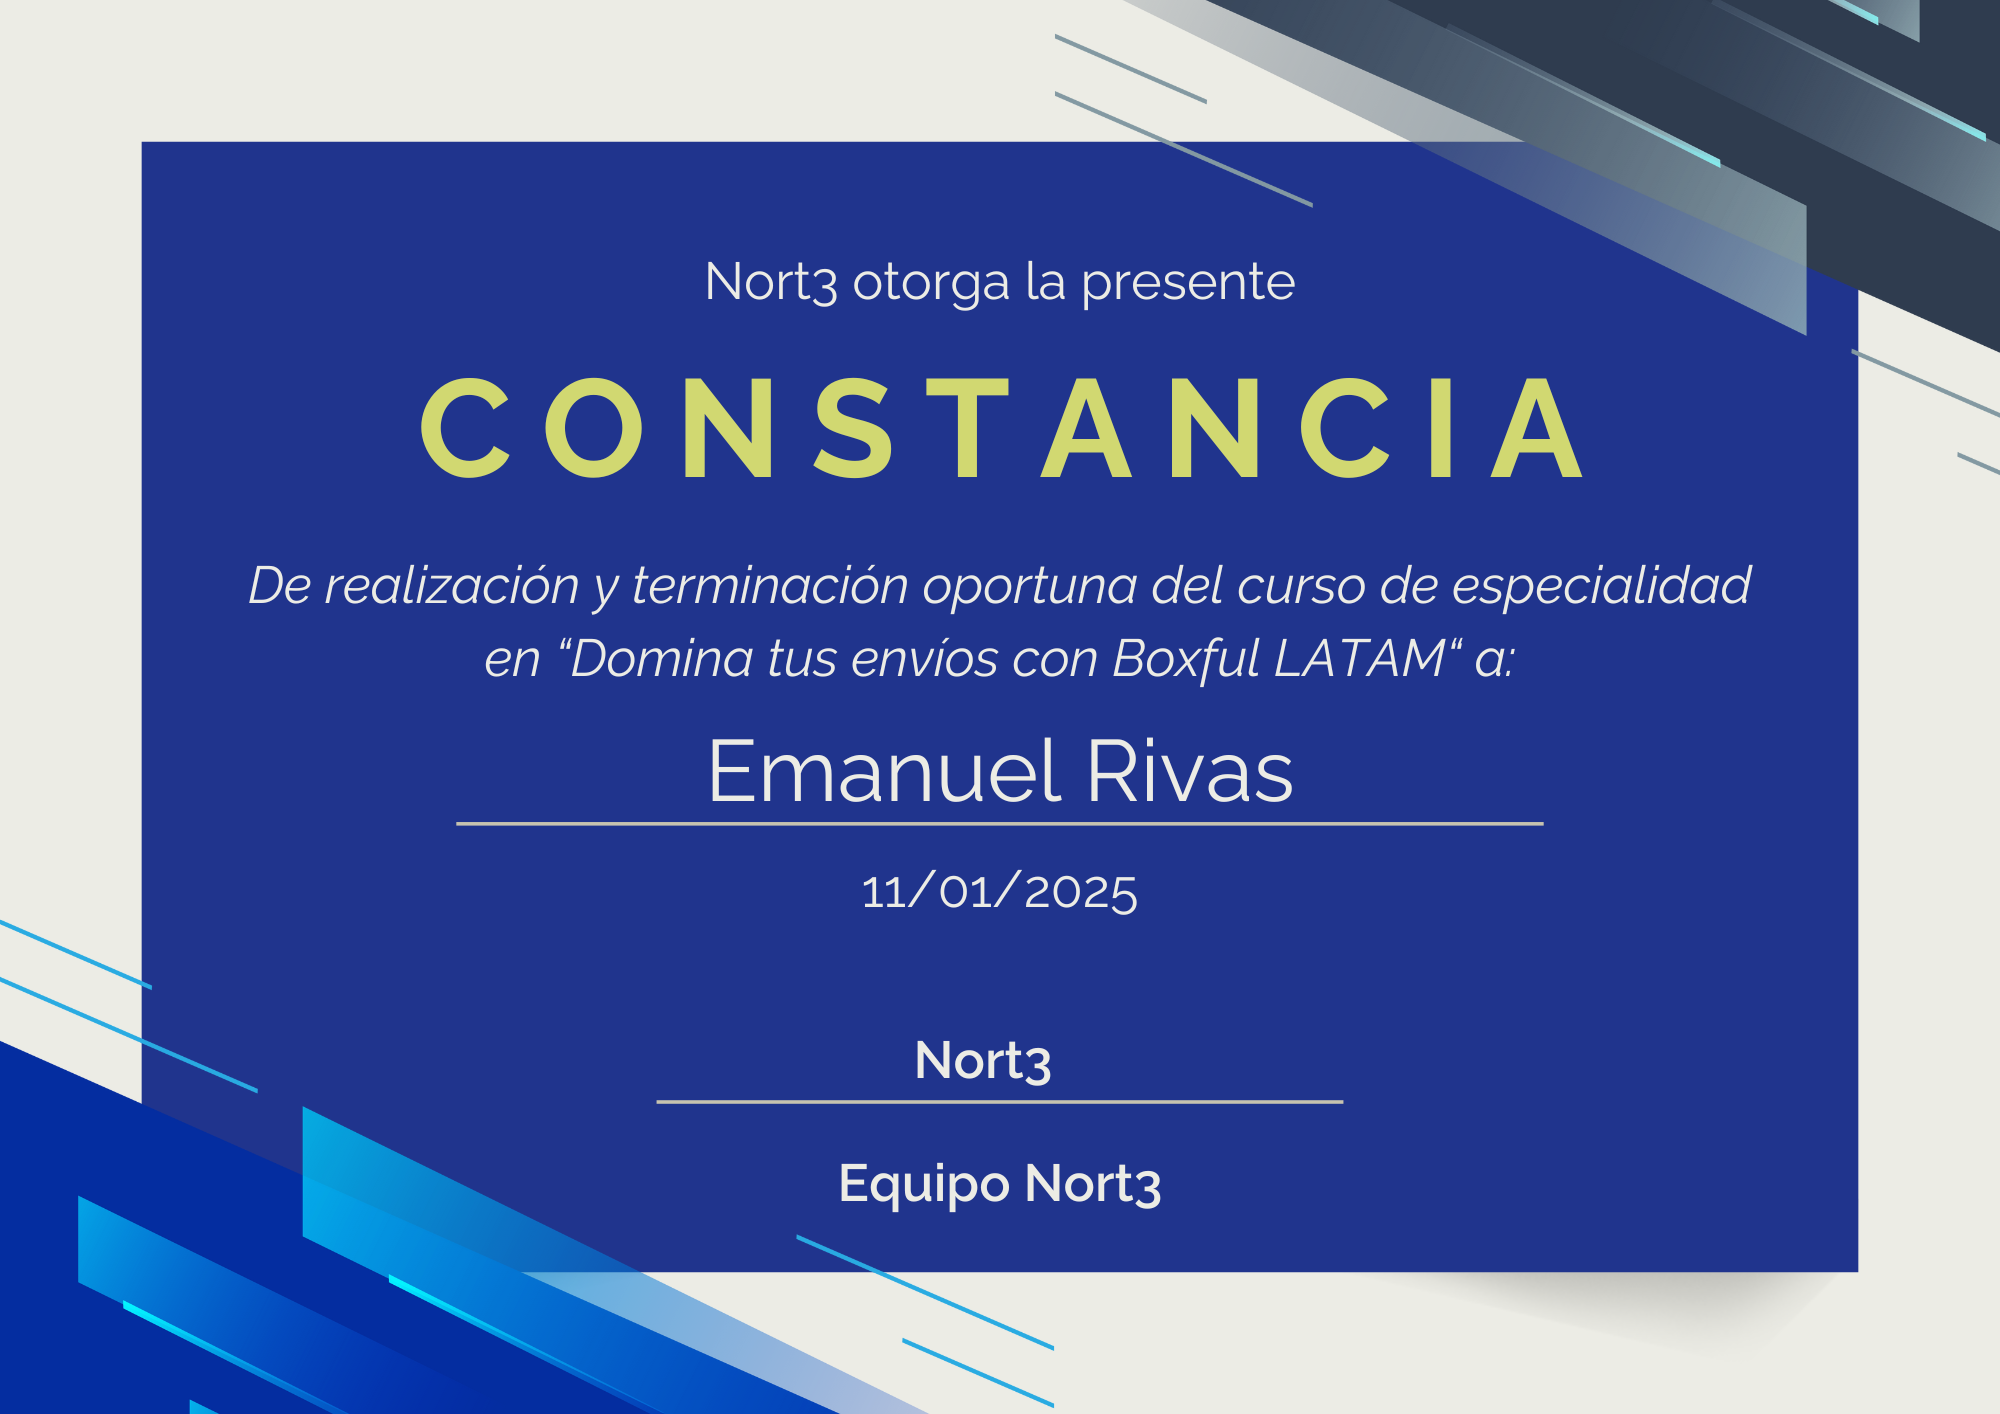 Nort3 otorga la presente
CONSTANCIA
De realización y terminación oportuna del curso de especialidad
en “Domina tus envíos con Boxful LATAM“ a:
Emanuel Rivas
11/01/2025
Nort3
Equipo Nort3